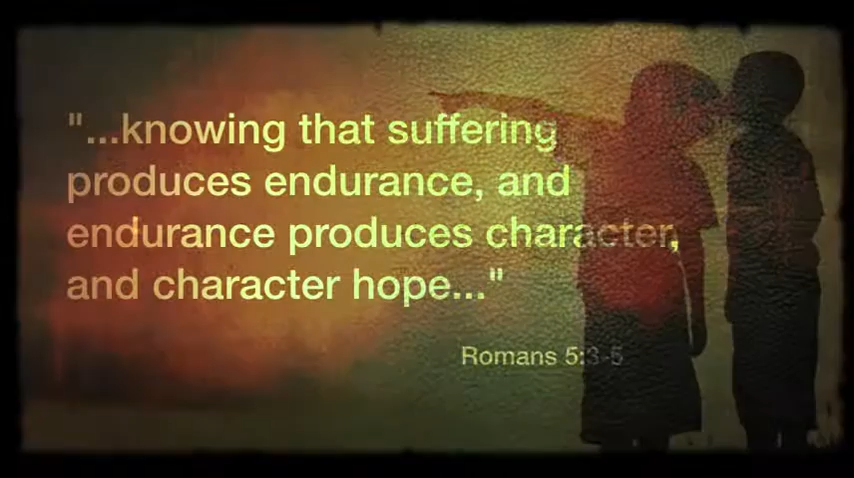 "...knowing that suffering
produces endurance, and
endurance produces character,
and character hope..."
Romans 5:3-5